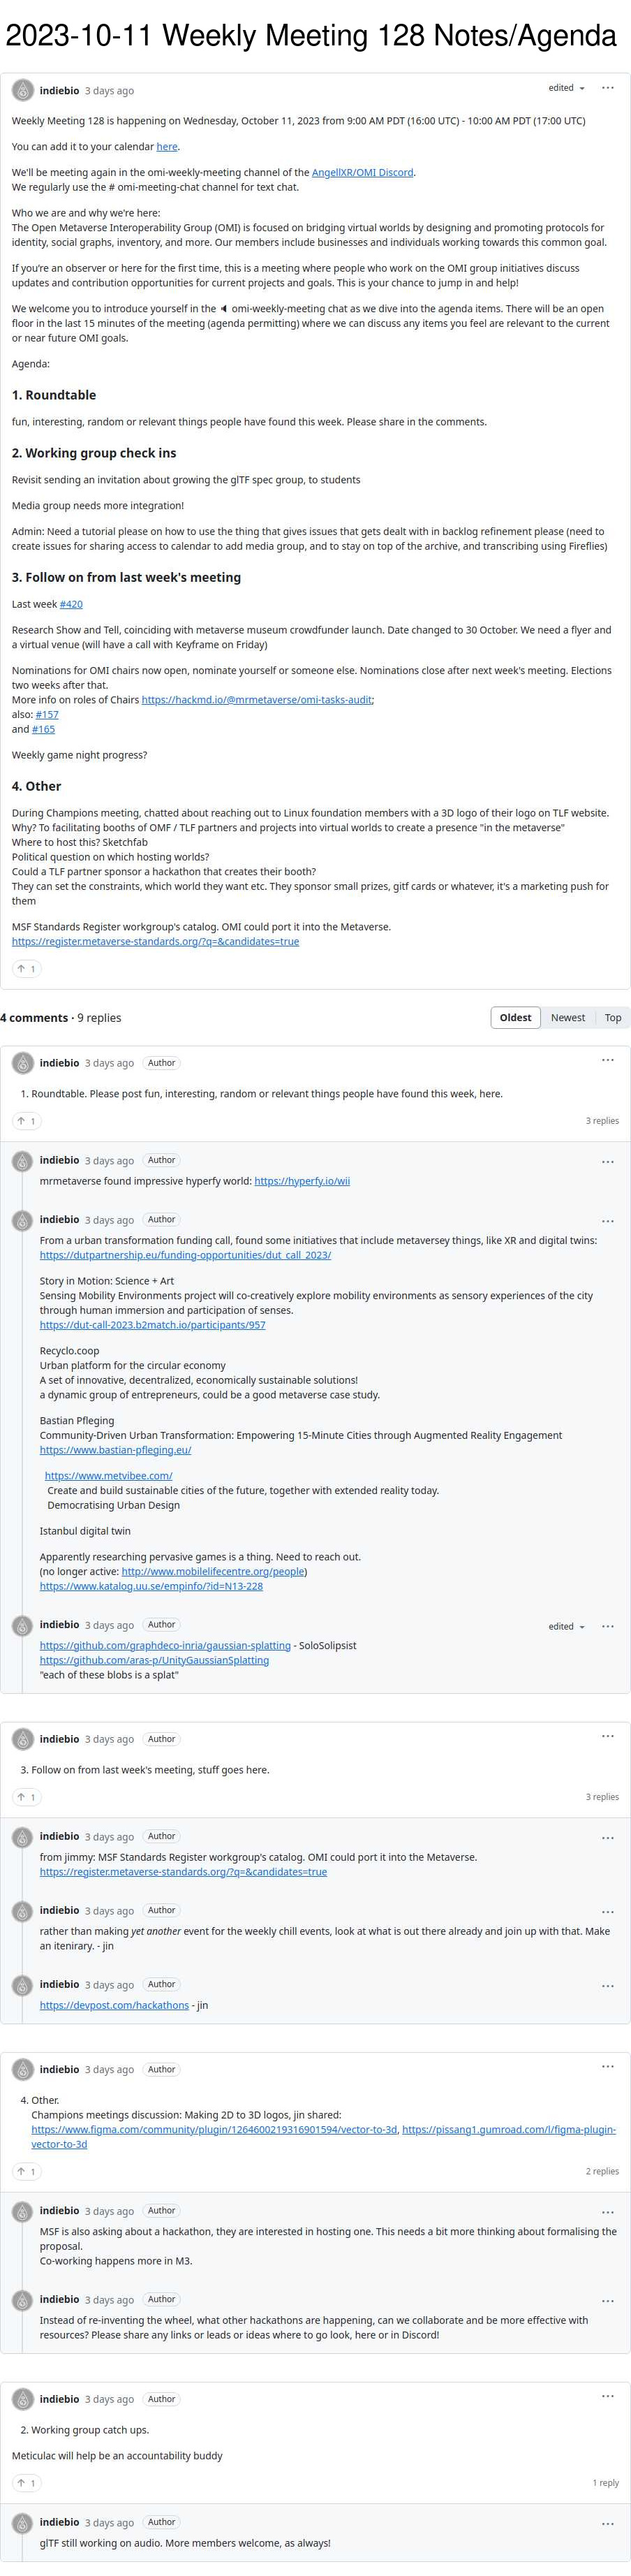 2023-10-11 Weekly Meeting 128 Notes/Agenda
indiebio 3 days ago edited
Weekly Meeting 128 is happening on Wednesday, October 11, 2023 from 9:00 AM PDT (16:00 UTC) - 10:00 AM PDT (17:00 UTC)
You can add it to your calendar here.
We'll be meeting again in the omi-weekly-meeting channel of the AngellXR/OMI Discord.
We regularly use the # omi-meeting-chat channel for text chat.
Who we are and why we're here:
The Open Metaverse Interoperability Group (OMI) is focused on bridging virtual worlds by designing and promoting protocols for
identity, social graphs, inventory, and more. Our members include businesses and individuals working towards this common goal.
If you're an observer or here for the first time, this is a meeting where people who work on the OMI group initiatives discuss
updates and contribution opportunities for current projects and goals. This is your chance to jump in and help!
We welcome you to introduce yourself in the 🔈 omi-weekly-meeting chat as we dive into the agenda items. There will be an open
floor in the last 15 minutes of the meeting (agenda permitting) where we can discuss any items you feel are relevant to the current
or near future OMI goals.
Agenda:
1. Roundtable
fun, interesting, random or relevant things people have found this week. Please share in the comments.
2. Working group check ins
Revisit sending an invitation about growing the glTF spec group, to students
Media group needs more integration!
Admin: Need a tutorial please on how to use the thing that gives issues that gets dealt with in backlog refinement please (need to
create issues for sharing access to calendar to add media group, and to stay on top of the archive, and transcribing using Fireflies)
3. Follow on from last week's meeting
Last week #420
Research Show and Tell, coinciding with metaverse museum crowdfunder launch. Date changed to 30 October. We need a flyer and
a virtual venue (will have a call with Keyframe on Friday)
Nominations for OMI chairs now open, nominate yourself or someone else. Nominations close after next week's meeting. Elections
two weeks after that.
More info on roles of Chairs https://hackmd.io/@mrmetaverse/omi-tasks-audit;
also: #157
and #165
Weekly game night progress?
4. Other
During Champions meeting, chatted about reaching out to Linux foundation members with a 3D logo of their logo on TLF website.
Why? To facilitating booths of OMF / TLF partners and projects into virtual worlds to create a presence "in the metaverse"
Where to host this? Sketchfab
Political question on which hosting worlds?
Could a TLF partner sponsor a hackathon that creates their booth?
They can set the constraints, which world they want etc. They sponsor small prizes, gitf cards or whatever, it's a marketing push for
them
MSF Standards Register workgroup's catalog. OMI could port it into the Metaverse.
https://register.metaverse-standards.org/?q=&candidates=true
↑ 1
4 comments · 9 replies Oldest Newest Top
indiebio 3 days ago Author
1. Roundtable. Please post fun, interesting, random or relevant things people have found this week, here.
↑ 1 3 replies
indiebio 3 days ago Author
mrmetaverse found impressive hyperfy world: https://hyperfy.io/wii
indiebio 3 days ago Author
From a urban transformation funding call, found some initiatives that include metaversey things, like XR and digital twins:
https://dutpartnership.eu/funding-opportunities/dut_call_2023/
Story in Motion: Science + Art
Sensing Mobility Environments project will co-creatively explore mobility environments as sensory experiences of the city
through human immersion and participation of senses.
https://dut-call-2023.b2match.io/participants/957
Recyclo.coop
Urban platform for the circular economy
A set of innovative, decentralized, economically sustainable solutions!
a dynamic group of entrepreneurs, could be a good metaverse case study.
Bastian Pfleging
Community-Driven Urban Transformation: Empowering 15-Minute Cities through Augmented Reality Engagement
https://www.bastian-pfleging.eu/
https://www.metvibee.com/
Create and build sustainable cities of the future, together with extended reality today.
Democratising Urban Design
Istanbul digital twin
Apparently researching pervasive games is a thing. Need to reach out.
(no longer active: http://www.mobilelifecentre.org/people)
https://www.katalog.uu.se/empinfo/?id=N13-228
indiebio 3 days ago Author edited
https://github.com/graphdeco-inria/gaussian-splatting - SoloSolipsist
https://github.com/aras-p/UnityGaussianSplatting
"each of these blobs is a splat"
indiebio 3 days ago Author
3. Follow on from last week's meeting, stuff goes here.
↑ 1 3 replies
indiebio 3 days ago Author
from jimmy: MSF Standards Register workgroup's catalog. OMI could port it into the Metaverse.
https://register.metaverse-standards.org/?q=&candidates=true
indiebio 3 days ago Author
rather than making yet another event for the weekly chill events, look at what is out there already and join up with that. Make
an itenirary. - jin
indiebio 3 days ago Author
https://devpost.com/hackathons - jin
indiebio 3 days ago Author
4. Other.
Champions meetings discussion: Making 2D to 3D logos, jin shared:
https://www.figma.com/community/plugin/1264600219316901594/vector-to-3d, https://pissang1.gumroad.com/l/figma-plugin-
vector-to-3d
↑ 1 2 replies
indiebio 3 days ago Author
MSF is also asking about a hackathon, they are interested in hosting one. This needs a bit more thinking about formalising the
proposal.
Co-working happens more in M3.
indiebio 3 days ago Author
Instead of re-inventing the wheel, what other hackathons are happening, can we collaborate and be more effective with
resources? Please share any links or leads or ideas where to go look, here or in Discord!
indiebio 3 days ago Author
2. Working group catch ups.
Meticulac will help be an accountability buddy
↑ 1 1 reply
indiebio 3 days ago Author
glTF still working on audio. More members welcome, as always!